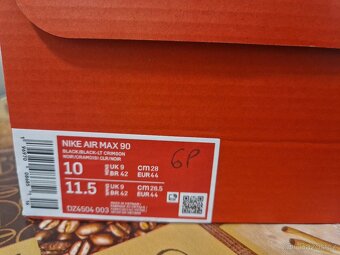 NIKE AIR MAX 90
BLACK/BLACK-LT CRIMSON
NOIR/CRAMOISI CLR/NOIR
10 UK 9 CM 28
BR 42 EUR 44
11.5 UK 9 CM 28.5
BR 42 EUR 44
DZ4504 003
6P